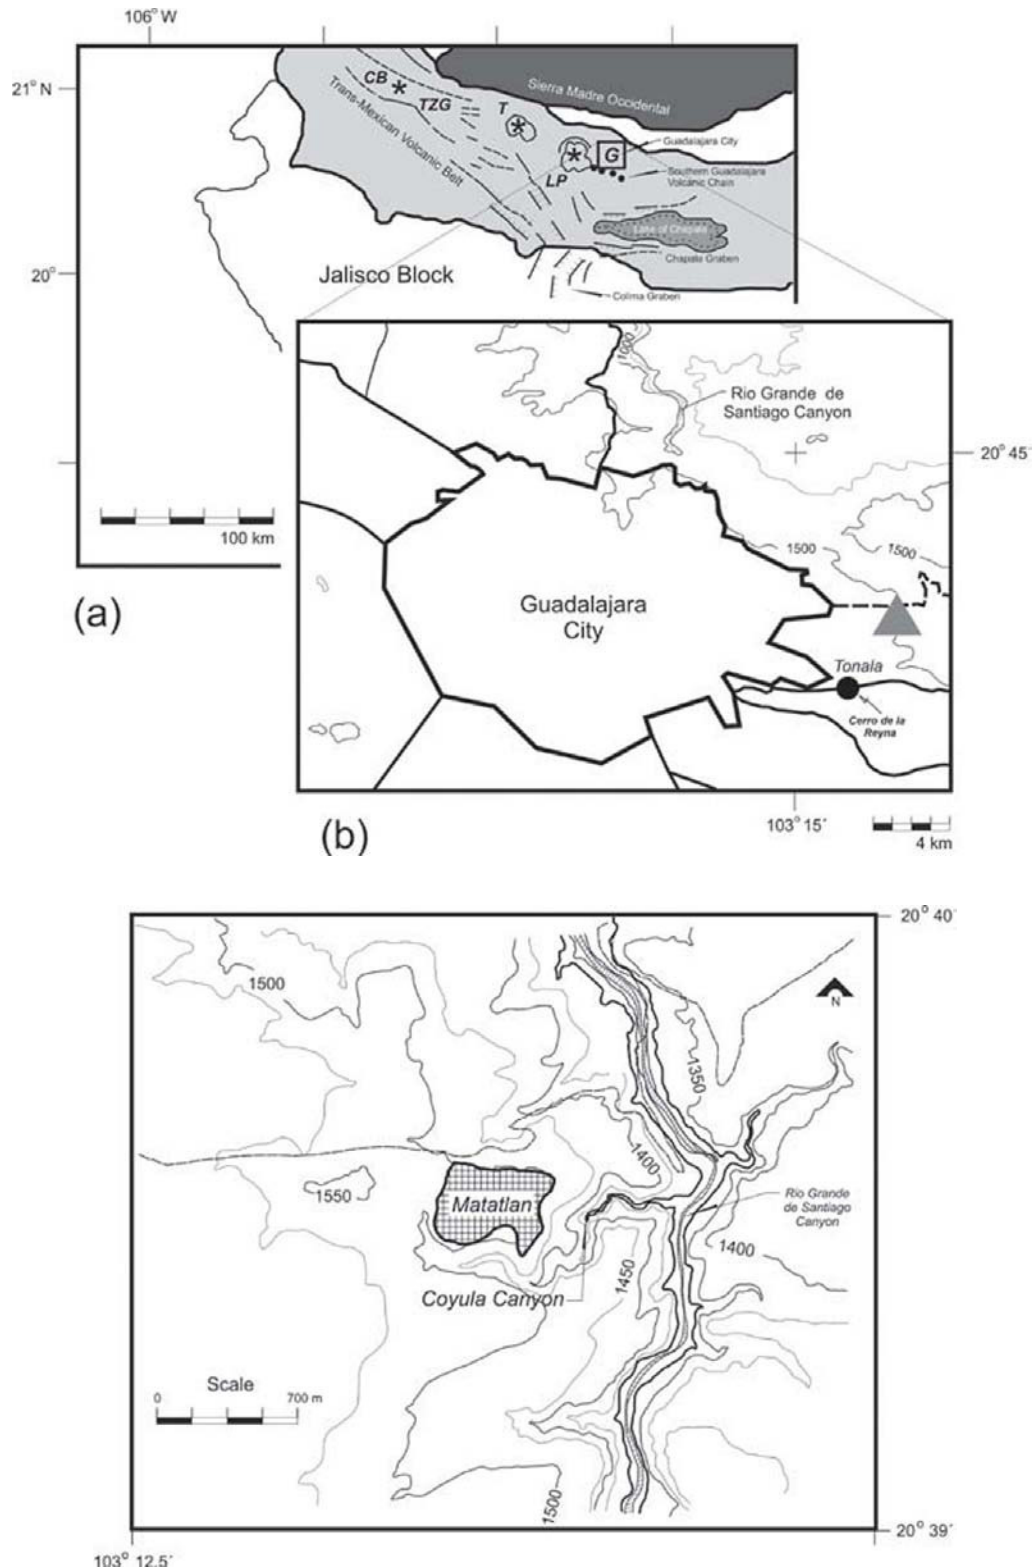 106° W
21° N
Sierra Madre Occidental
CB
TZG
T
Trans-Mexican Volcanic Belt
Guadalajara
City
G
LP
Southern Guadalajara
Volcanic Chain
Lake of Chapala
Chapala Graben
20°
Jalisco Block
Colima Graben
100 km
(a)
1000
Rio Grande de
Santiago Canyon
20° 45´
1500
1500
Guadalajara
City
Tonala
Cerro de la
Reyna
(b)
103° 15´
4 km
20° 40´
1500
N
1350
1400
1550
Matatlan
Rio Grande
de Santiago
Canyon
1400
1450
Coyula Canyon
Scale
0 700 m
1500
20° 39´
103° 12.5´